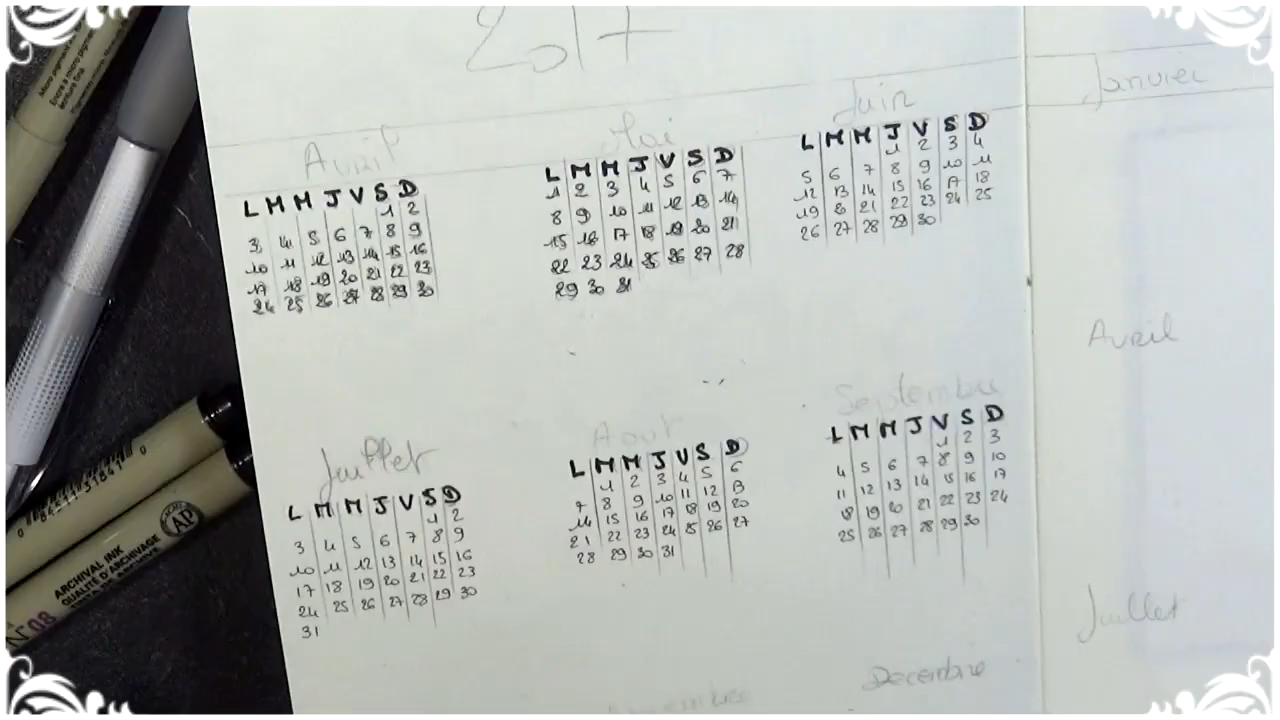 2017
Avril
L M M J V S D
1 2
3 4 5 6 7 8 9
10 11 12 13 14 15 16
17 18 19 20 21 22 23
24 25 26 27 28 29 30
Mai
L M M J V S D
1 2 3 4 5 6 7
8 9 10 11 12 13 14
15 16 17 18 19 20 21
22 23 24 25 26 27 28
29 30 31
Juin
L M M J V S D
1 2 3 4
5 6 7 8 9 10 11
12 13 14 15 16 17 18
19 20 21 22 23 24 25
26 27 28 29 30
Juillet
L M M J V S D
1 2
3 4 5 6 7 8 9
10 11 12 13 14 15 16
17 18 19 20 21 22 23
24 25 26 27 28 29 30
31
Aout
L M M J V S D
1 2 3 4 5 6
7 8 9 10 11 12 13
14 15 16 17 18 19 20
21 22 23 24 25 26 27
28 29 30 31
Septembre
L M M J V S D
1 2 3
4 5 6 7 8 9 10
11 12 13 14 15 16 17
18 19 20 21 22 23 24
25 26 27 28 29 30
Decembre
Janvier
Avril
Juillet
ARCHIVAL INK
QUALITÉ D'ARCHIVAGE
N°08
AP